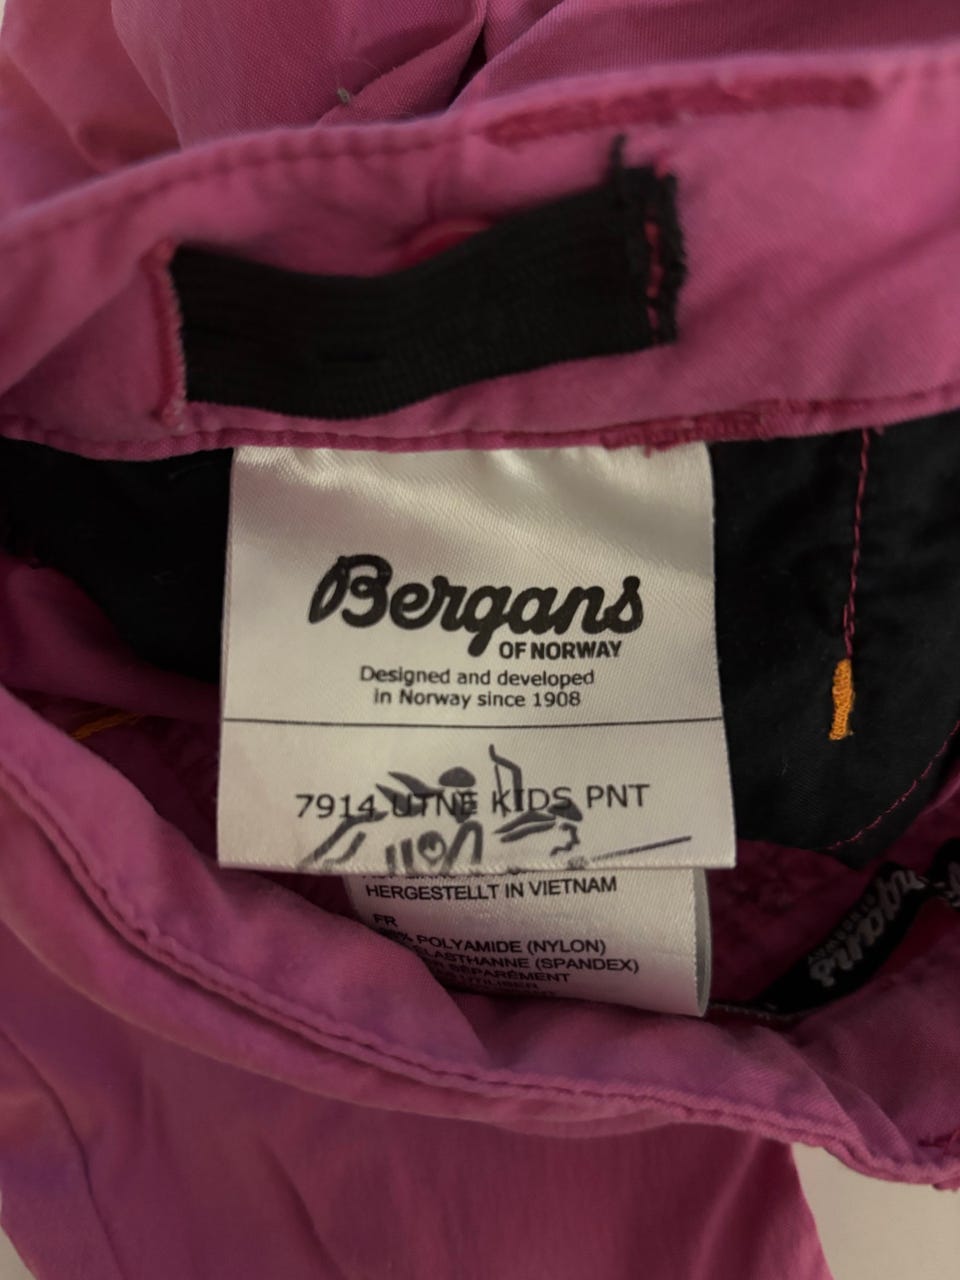 Bergans
OF NORWAY
Designed and developed
in Norway since 1908
7914 UTNE KIDS PNT
HERGESTELLT IN VIETNAM
FR
POLYAMIDE (NYLON)
ELASTHANNE (SPANDEX)
SÉPARÉMENT